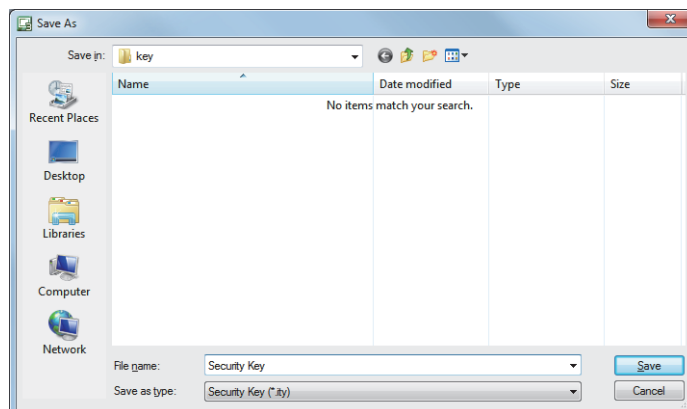 Save As
Save in:
key
Name
Date modified
Type
Size
No items match your search.
Recent Places
Desktop
Libraries
Computer
Network
File name:
Security Key
Save
Save as type:
Security Key (*.ity)
Cancel